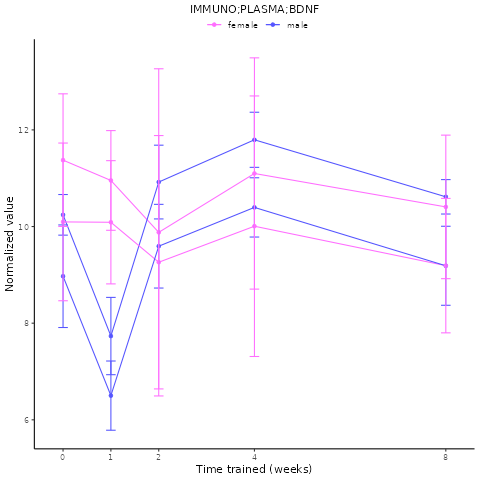 IMMUNO;PLASMA;BDNF
female male
Normalized value
12
10
8
6
0 1 2 4 8
Time trained (weeks)